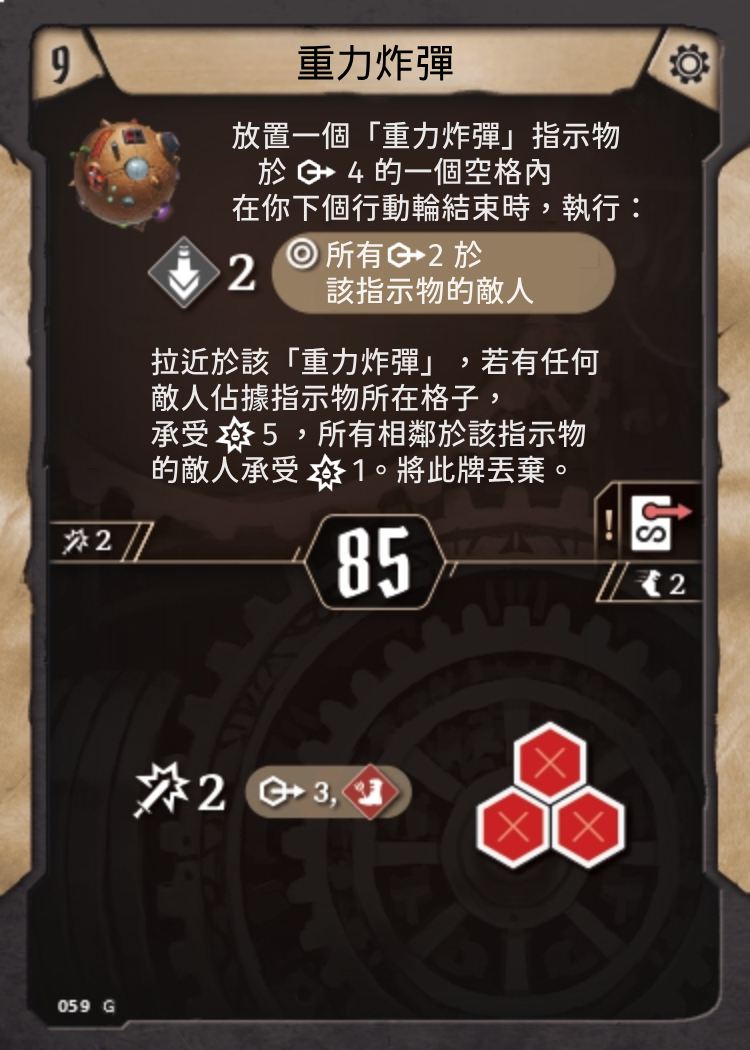 9
重力炸彈
放置一個「重力炸彈」指示物
於 4 的一個空格內
在你下個行動輪結束時，執行：
2
所有 2 於
該指示物的敵人
拉近於該「重力炸彈」，若有任何
敵人佔據指示物所在格子，
承受 5 ，所有相鄰於該指示物
的敵人承受 1。將此牌丟棄。
2
85
!
2
2
3,
059 G